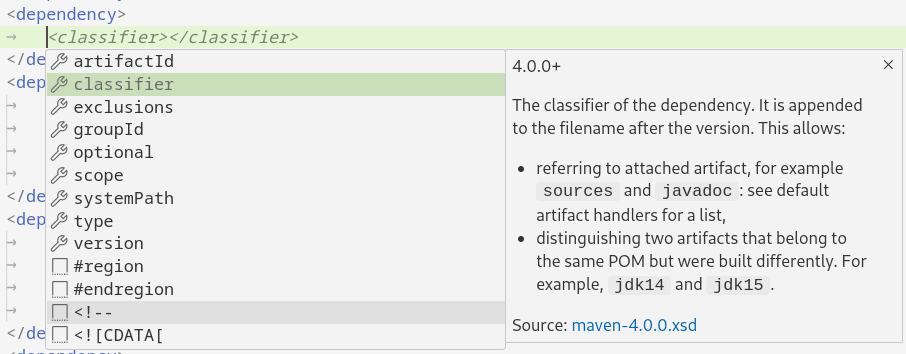 <dependency>
→ <classifier></classifier>
</de
<dep
→
→
→
→
</de
<dep
→
→
→
→
</de
<dependency>
artifactId
classifier
exclusions
groupId
optional
scope
systemPath
type
version
#region
#endregion
<!--
<![CDATA[
4.0.0+
The classifier of the dependency. It is appended
to the filename after the version. This allows:
• referring to attached artifact, for example
sources and javadoc: see default
artifact handlers for a list,
• distinguishing two artifacts that belong to
the same POM but were built differently. For
example, jdk14 and jdk15.
Source: maven-4.0.0.xsd